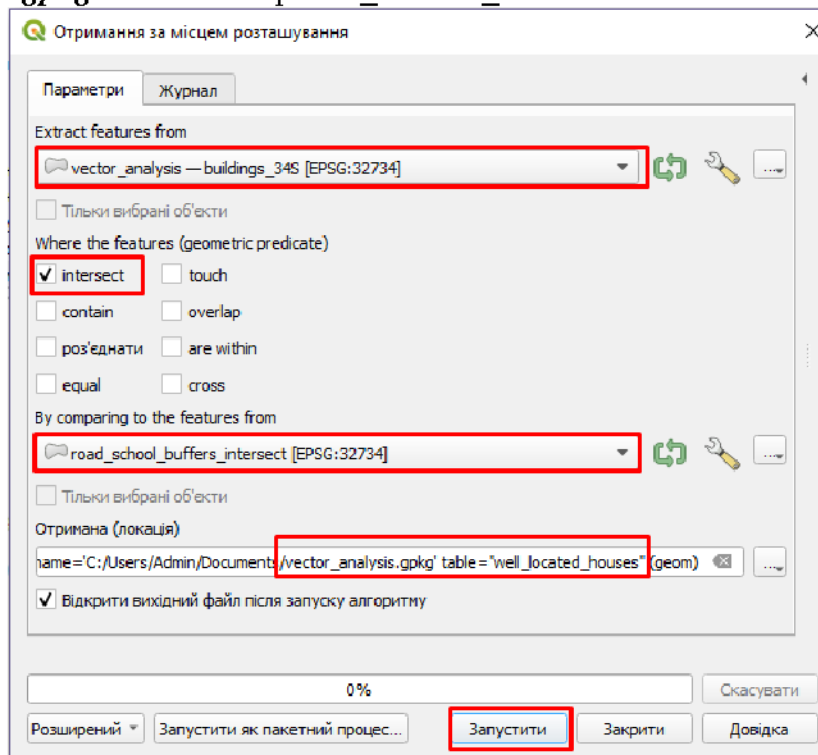 Отримання за місцем розташування
Параметри Журнал
Extract features from
vector_analysis — buildings_34S [EPSG:32734]
...
Тільки вибрані об'єкти
Where the features (geometric predicate)
intersect touch
contain overlap
роз'єднати are within
equal cross
By comparing to the features from
road_school_buffers_intersect [EPSG:32734]
...
Тільки вибрані об'єкти
Отримана (локація)
name='C:/Users/Admin/Documents/vector_analysis.gpkg' table="well_located_houses" (geom)
...
Відкрити вихідний файл після запуску алгоритму
0% Скасувати
Розширений Запустити як пакетний процес... Запустити Закрити Довідка